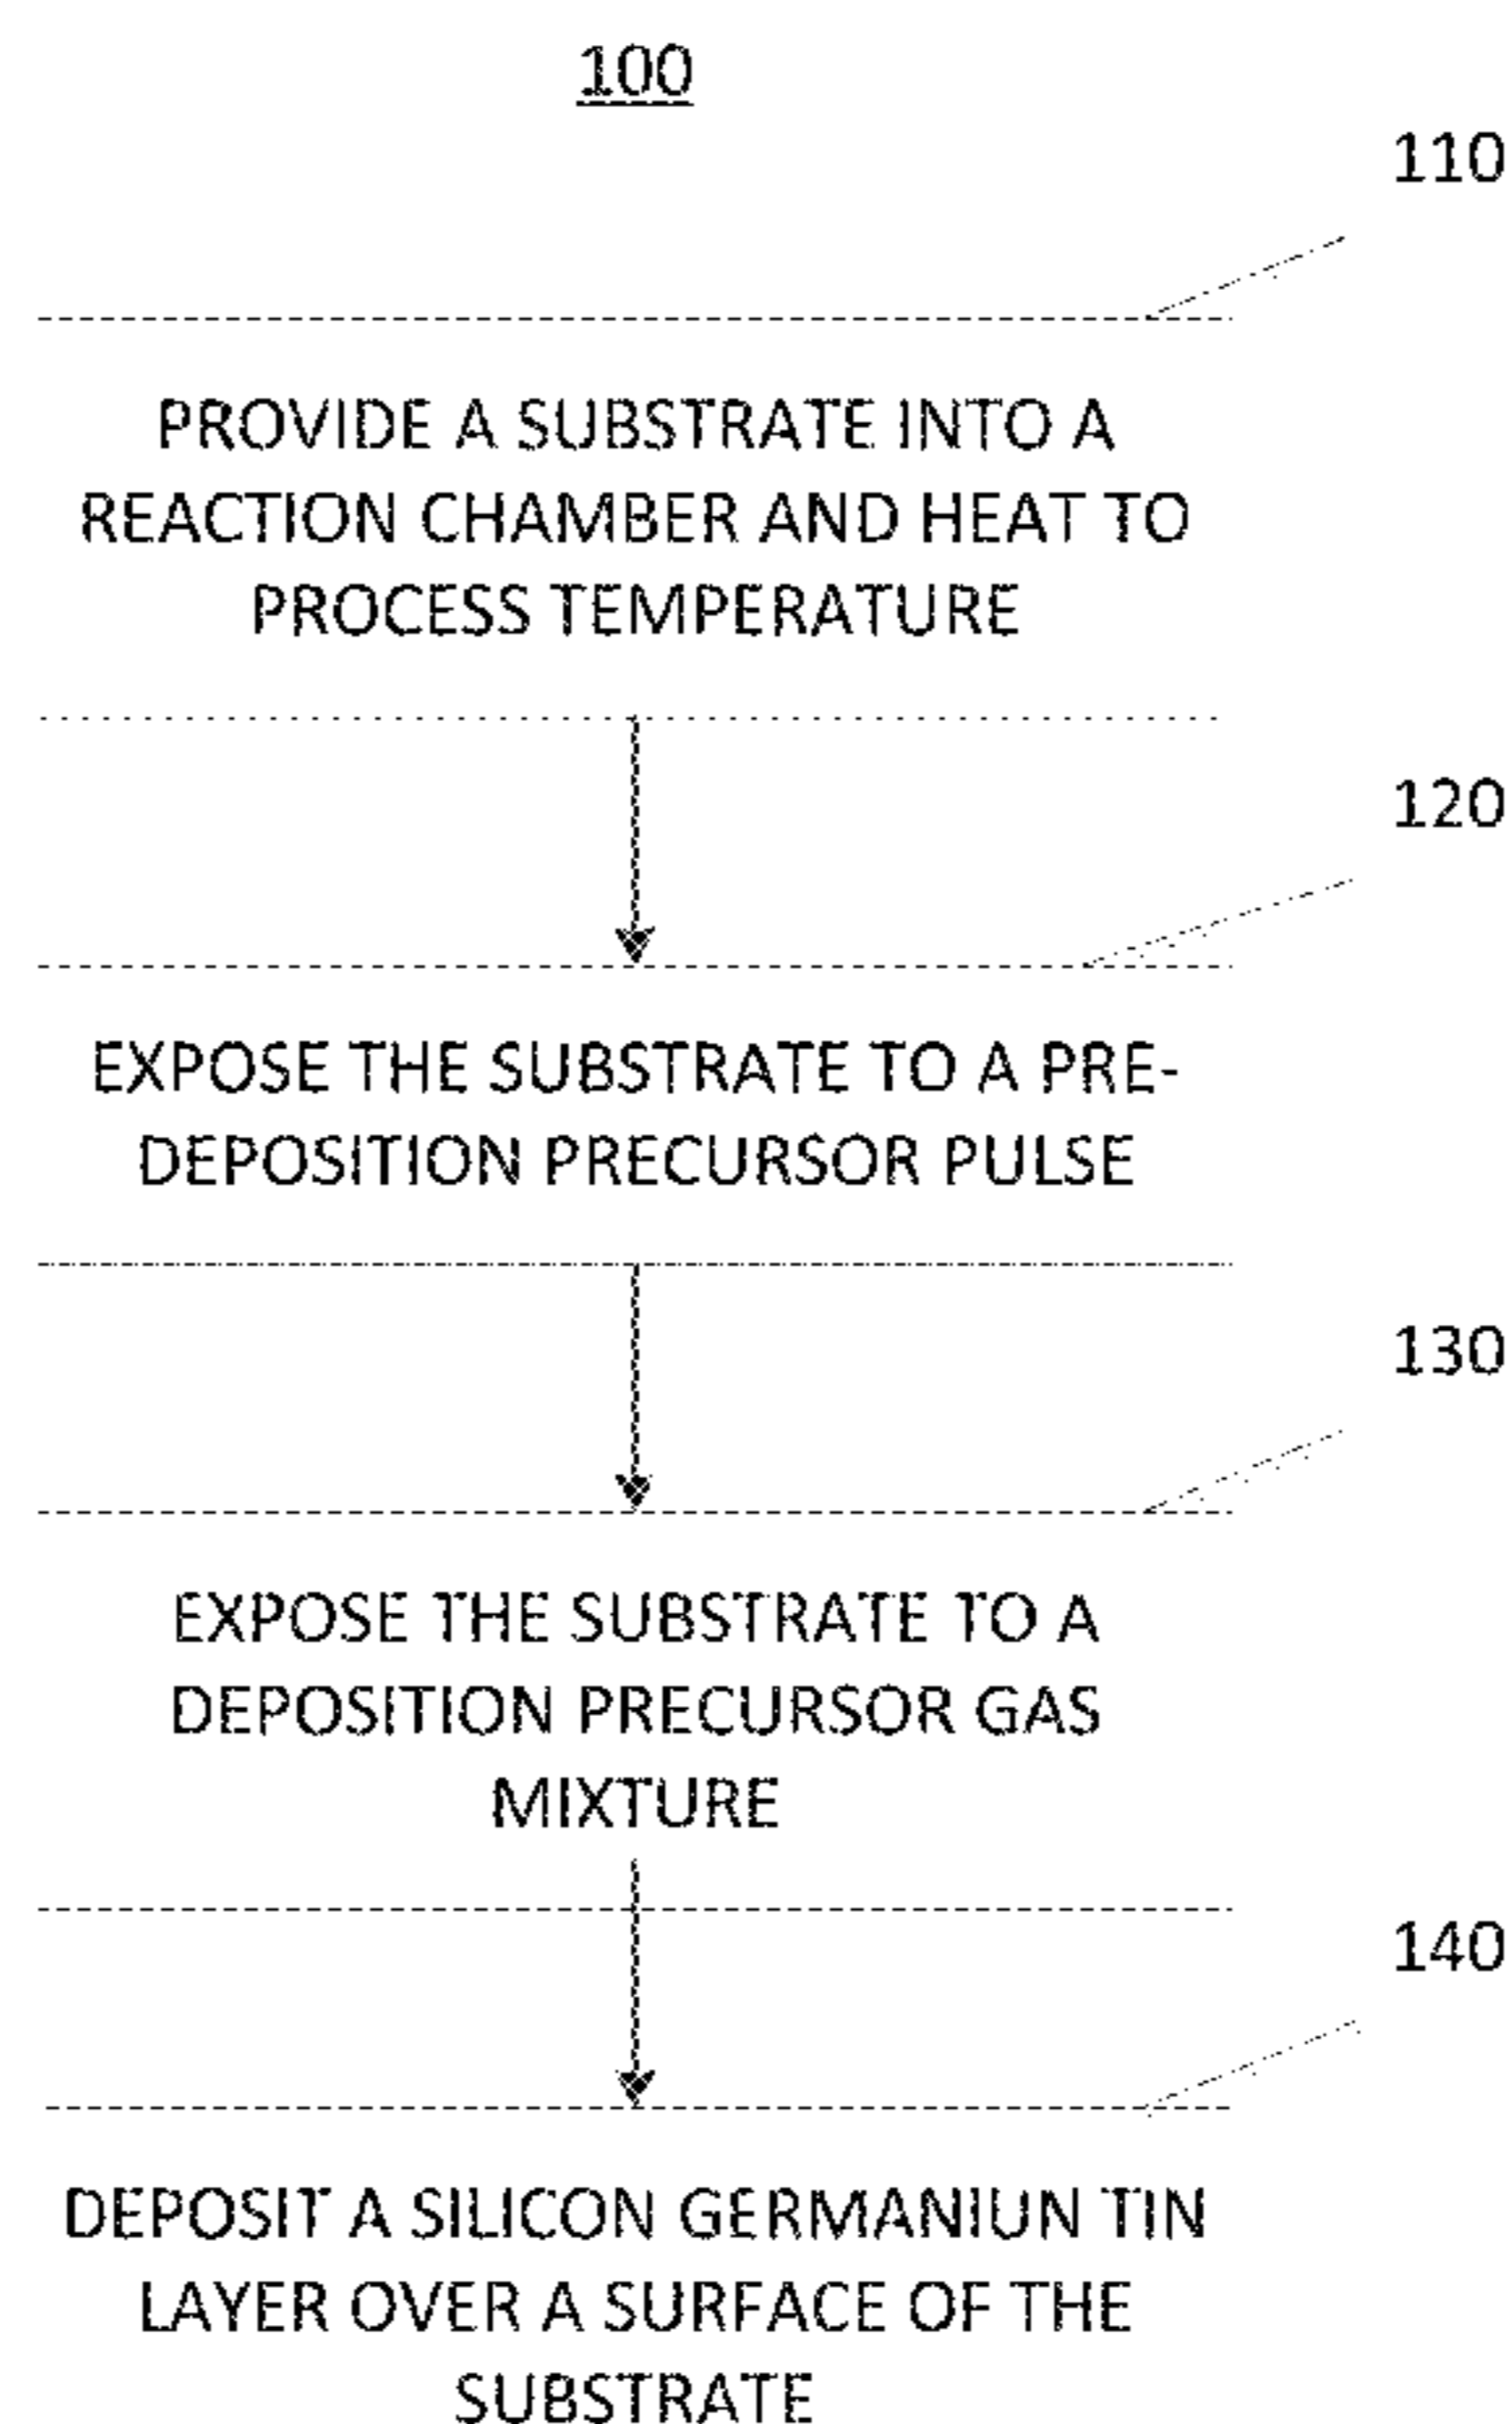 100
110
PROVIDE A SUBSTRATE INTO A
REACTION CHAMBER AND HEAT TO
PROCESS TEMPERATURE
120
EXPOSE THE SUBSTRATE TO A PRE-
DEPOSITION PRECURSOR PULSE
130
EXPOSE THE SUBSTRATE TO A
DEPOSITION PRECURSOR GAS
MIXTURE
140
DEPOSIT A SILICON GERMANIUN TIN
LAYER OVER A SURFACE OF THE
SUBSTRATE